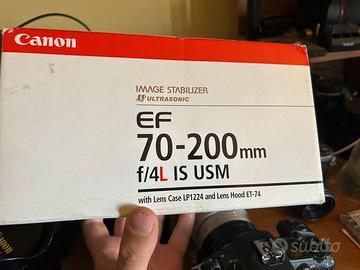 Canon
IMAGE STABILIZER
ULTRASONIC
EF
70-200mm
f/4L IS USM
with Lens Case LP1224 and Lens Hood ET-74
CANON
subito